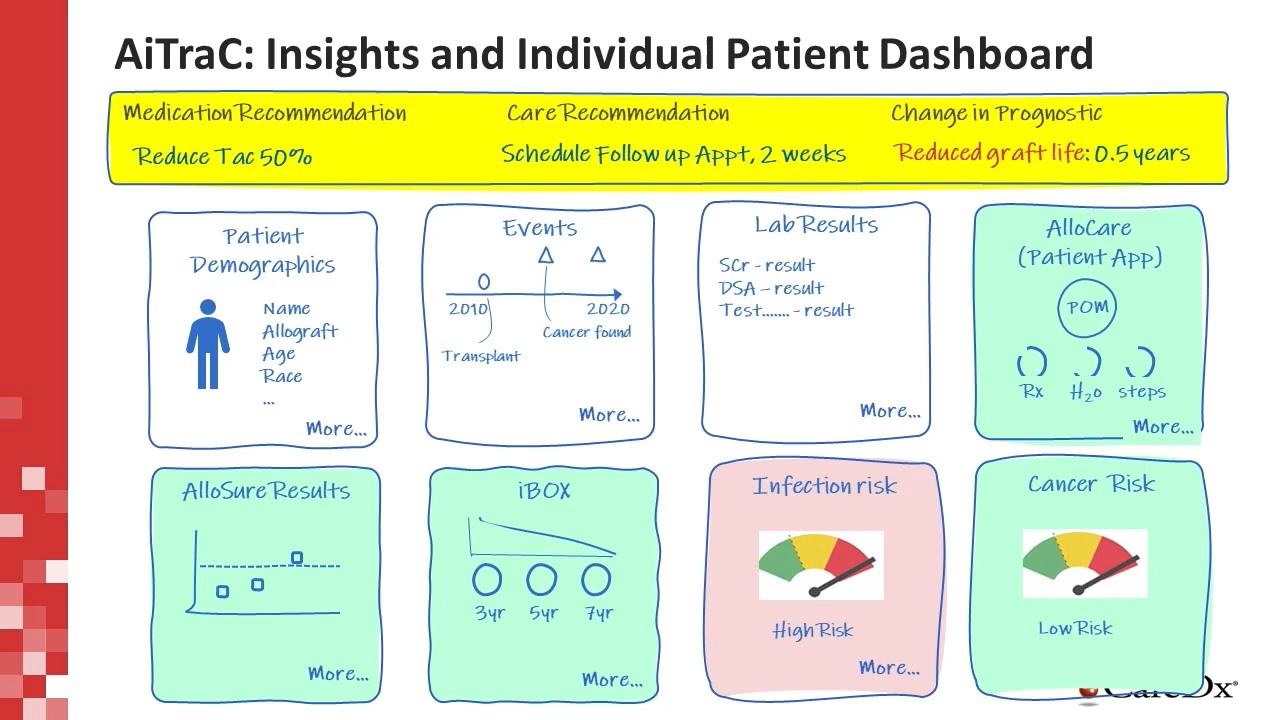 AiTraC: Insights and Individual Patient Dashboard
Medication Recommendation
Care Recommendation
Change in Prognostic
Reduce Tac 50%
Schedule Follow up Appt, 2 weeks
Reduced graft life: 0.5 years
Patient
Demographics
Name
Allograft
Age
Race
...
More...
Events
2010
2020
Cancer found
Transplant
More...
Lab Results
SCr - result
DSA - result
Test....... - result
More...
AlloCare
(Patient App)
POM
Rx
H₂O
steps
More...
AlloSure Results
More...
iBOX
3yr
5yr
7yr
More...
Infection risk
High Risk
More...
Cancer Risk
Low Risk
CareDx®